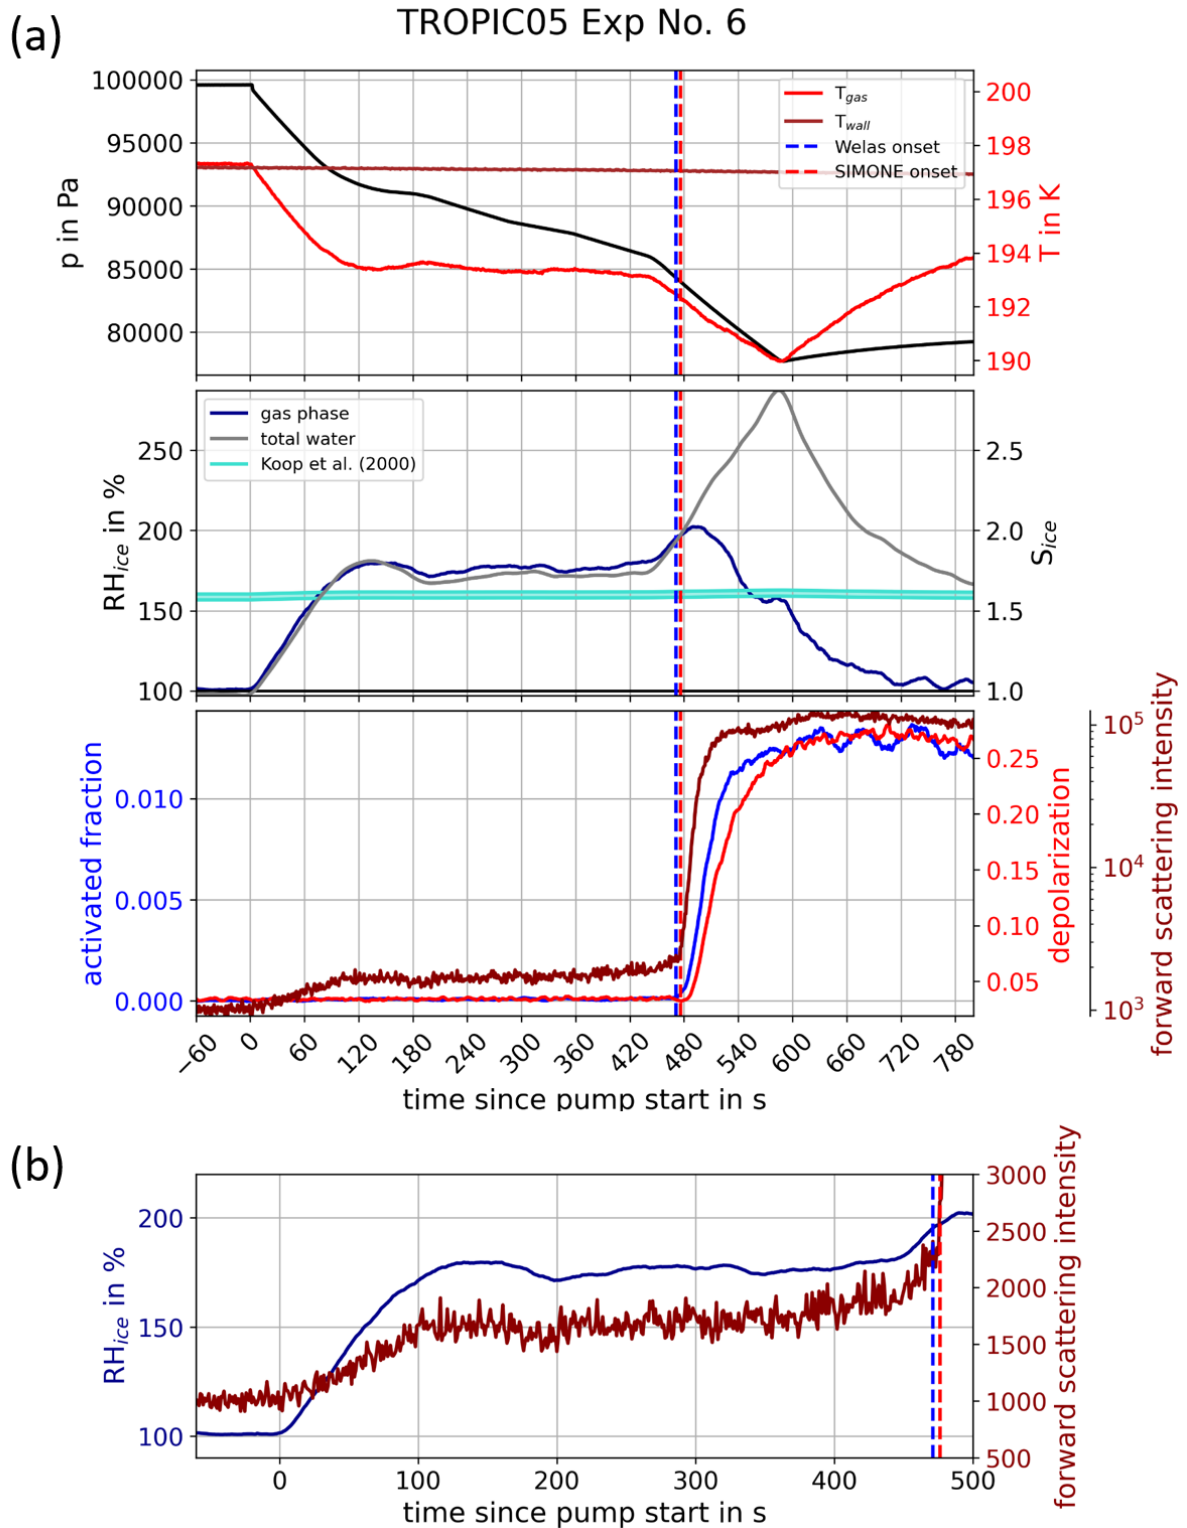 (a)
TROPIC05 Exp No. 6
p in Pa
100000
95000
90000
85000
80000
T_gas
T_wall
Welas onset
SIMONE onset
200
198
196
194
192
190
T in K
RH_ice in %
250
200
150
100
gas phase
total water
Koop et al. (2000)
2.5
2.0
1.5
1.0
S_ice
activated fraction
0.010
0.005
0.000
0.25
0.20
0.15
0.10
0.05
depolarization
10^5
10^4
10^3
forward scattering intensity
−60 0 60 120 180 240 300 360 420 480 540 600 660 720 780
time since pump start in s
(b)
RH_ice in %
200
150
100
3000
2500
2000
1500
1000
500
forward scattering intensity
0 100 200 300 400 500
time since pump start in s